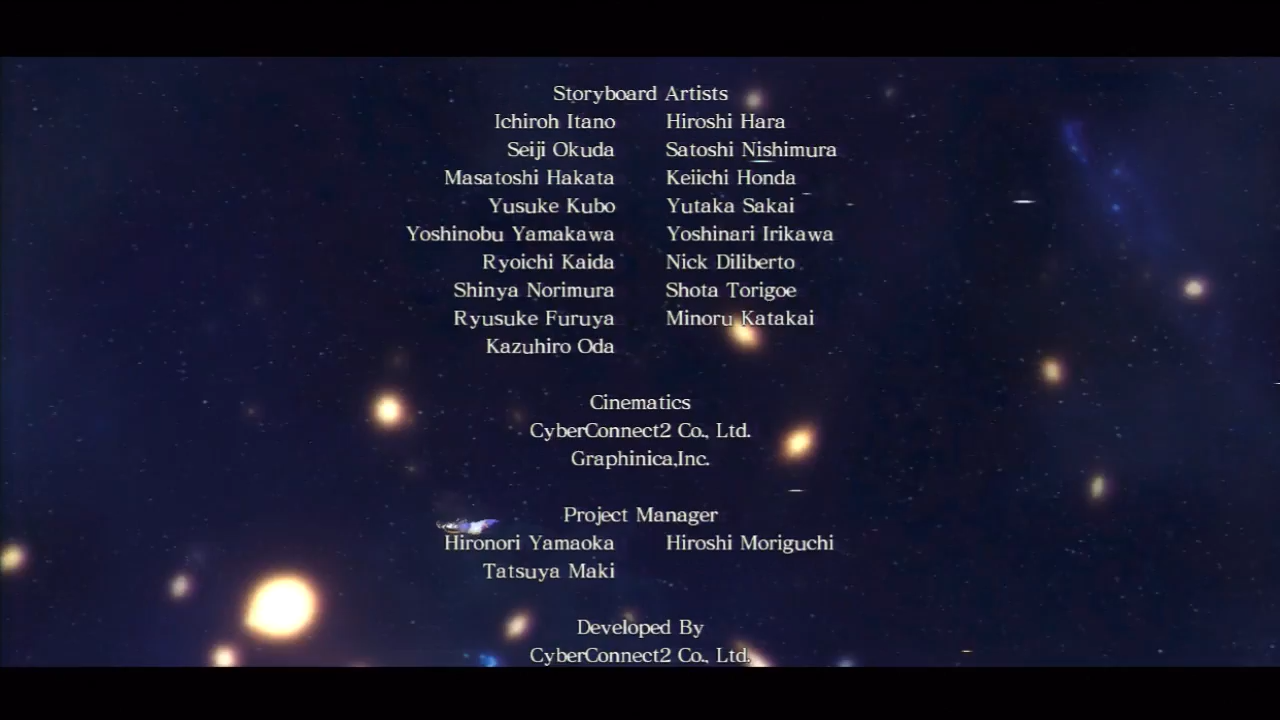 Storyboard Artists
Ichiroh Itano Hiroshi Hara
Seiji Okuda Satoshi Nishimura
Masatoshi Hakata Keiichi Honda
Yusuke Kubo Yutaka Sakai
Yoshinobu Yamakawa Yoshinari Irikawa
Ryoichi Kaida Nick Diliberto
Shinya Norimura Shota Torigoe
Ryusuke Furuya Minoru Katakai
Kazuhiro Oda
Cinematics
CyberConnect2 Co., Ltd.
Graphinica,Inc.
Project Manager
Hironori Yamaoka Hiroshi Moriguchi
Tatsuya Maki
Developed By
CyberConnect2 Co., Ltd.